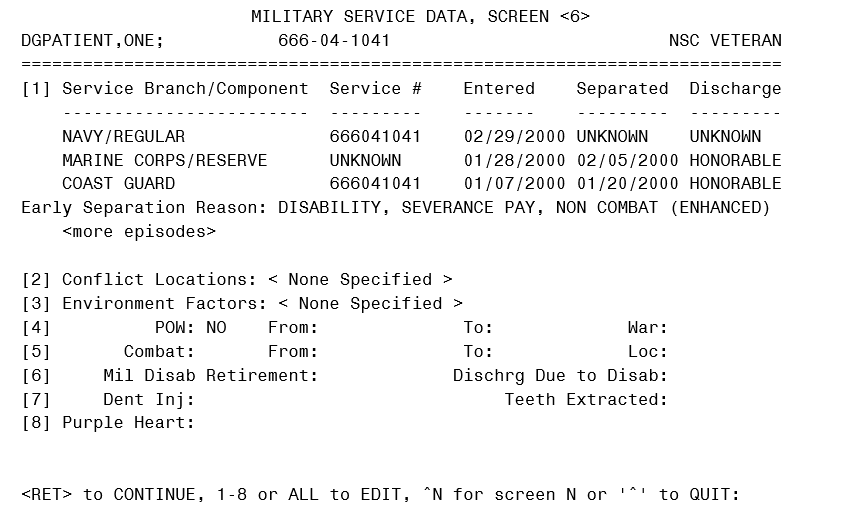 MILITARY SERVICE DATA, SCREEN <6>
DGPATIENT,ONE; 666-04-1041 NSC VETERAN
==========================================================================
[1] Service Branch/Component Service # Entered Separated Discharge
------------------------ --------- ------- --------- ---------
NAVY/REGULAR 666041041 02/29/2000 UNKNOWN UNKNOWN
MARINE CORPS/RESERVE UNKNOWN 01/28/2000 02/05/2000 HONORABLE
COAST GUARD 666041041 01/07/2000 01/20/2000 HONORABLE
Early Separation Reason: DISABILITY, SEVERANCE PAY, NON COMBAT (ENHANCED)
<more episodes>
[2] Conflict Locations: < None Specified >
[3] Environment Factors: < None Specified >
[4] POW: NO From: To: War:
[5] Combat: From: To: Loc:
[6] Mil Disab Retirement: Dischrg Due to Disab:
[7] Dent Inj: Teeth Extracted:
[8] Purple Heart:
<RET> to CONTINUE, 1-8 or ALL to EDIT, ^N for screen N or '^' to QUIT: